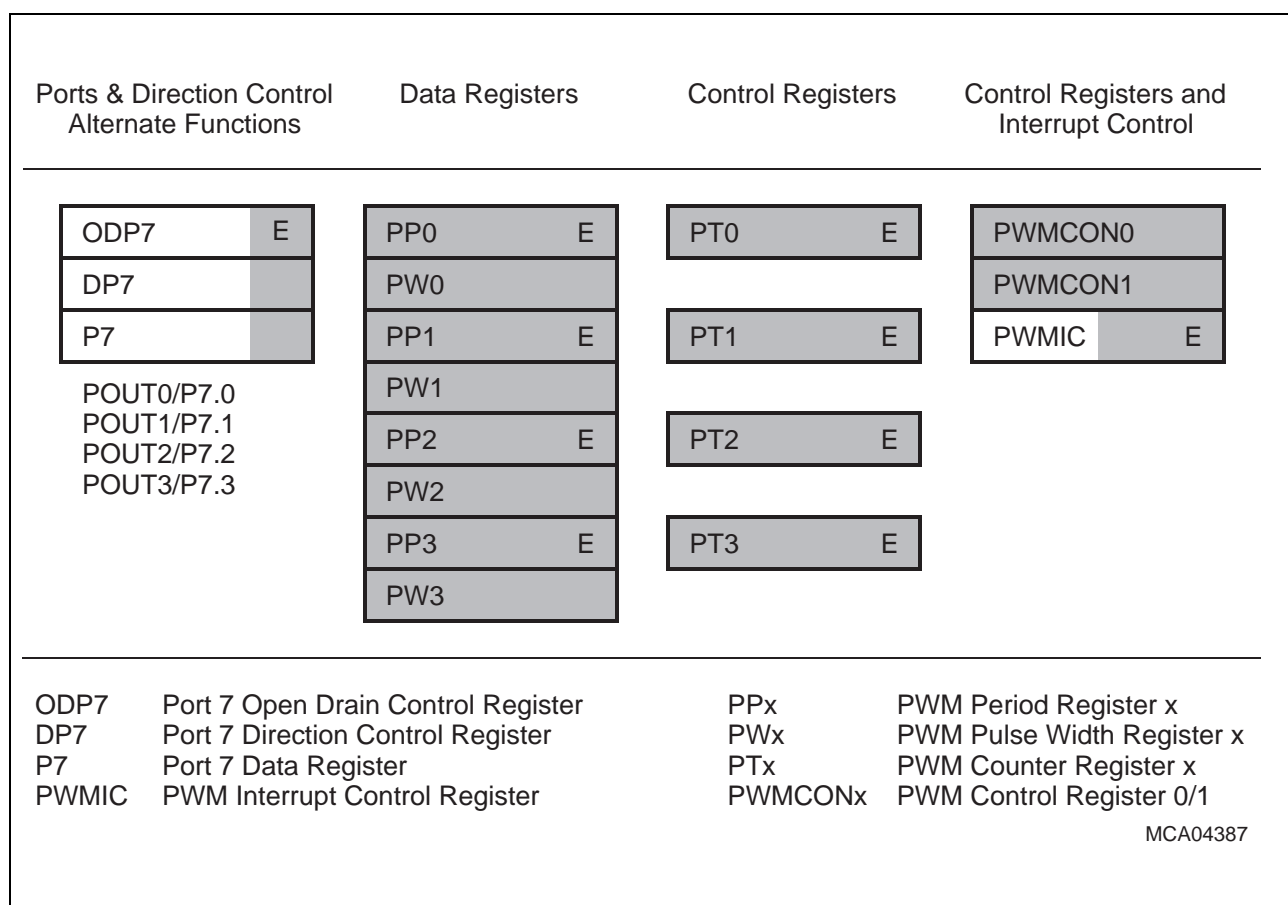 Ports & Direction Control
Alternate Functions
Data Registers
Control Registers
Control Registers and
Interrupt Control
ODP7 E
DP7
P7
POUT0/P7.0
POUT1/P7.1
POUT2/P7.2
POUT3/P7.3
PP0 E
PW0
PP1 E
PW1
PP2 E
PW2
PP3 E
PW3
PT0 E
PT1 E
PT2 E
PT3 E
PWMCON0
PWMCON1
PWMIC E
ODP7 Port 7 Open Drain Control Register
DP7 Port 7 Direction Control Register
P7 Port 7 Data Register
PWMIC PWM Interrupt Control Register
PPx PWM Period Register x
PWx PWM Pulse Width Register x
PTx PWM Counter Register x
PWMCONx PWM Control Register 0/1
MCA04387